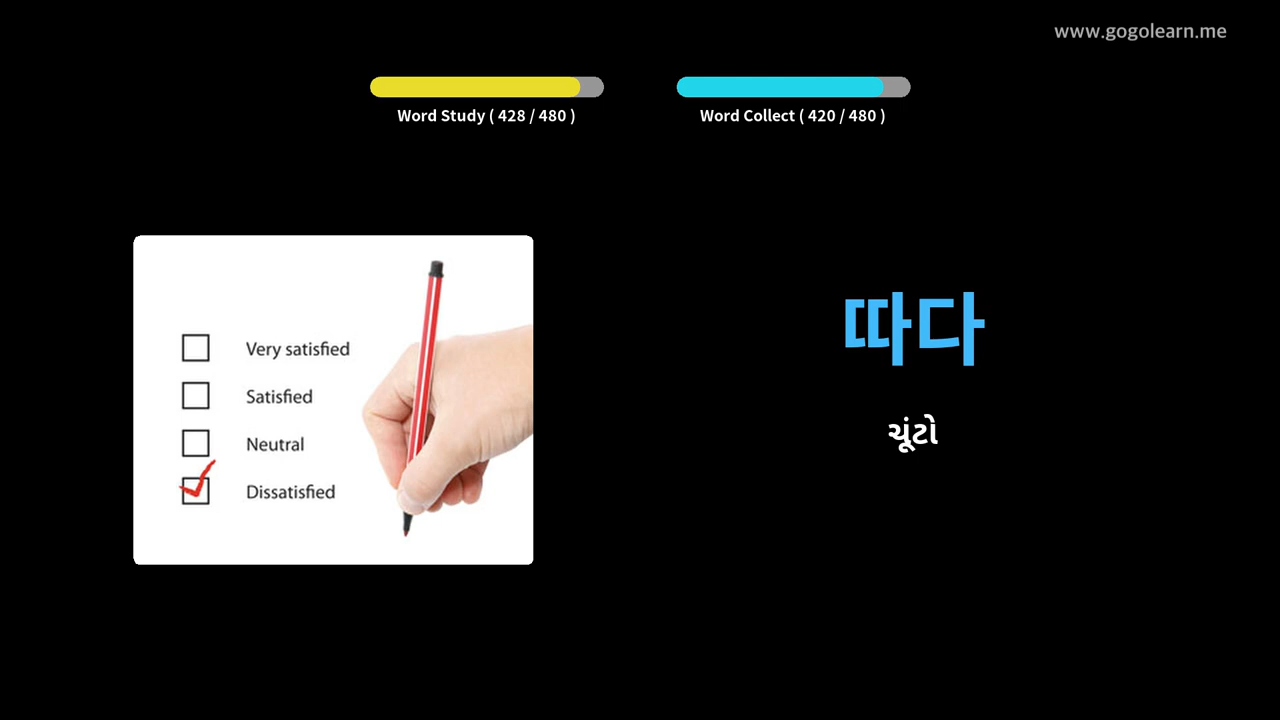 www.gogolearn.me
Word Study ( 428 / 480 )
Word Collect ( 420 / 480 )
Very satisfied
Satisfied
Neutral
Dissatisfied
따다
ચૂંટો